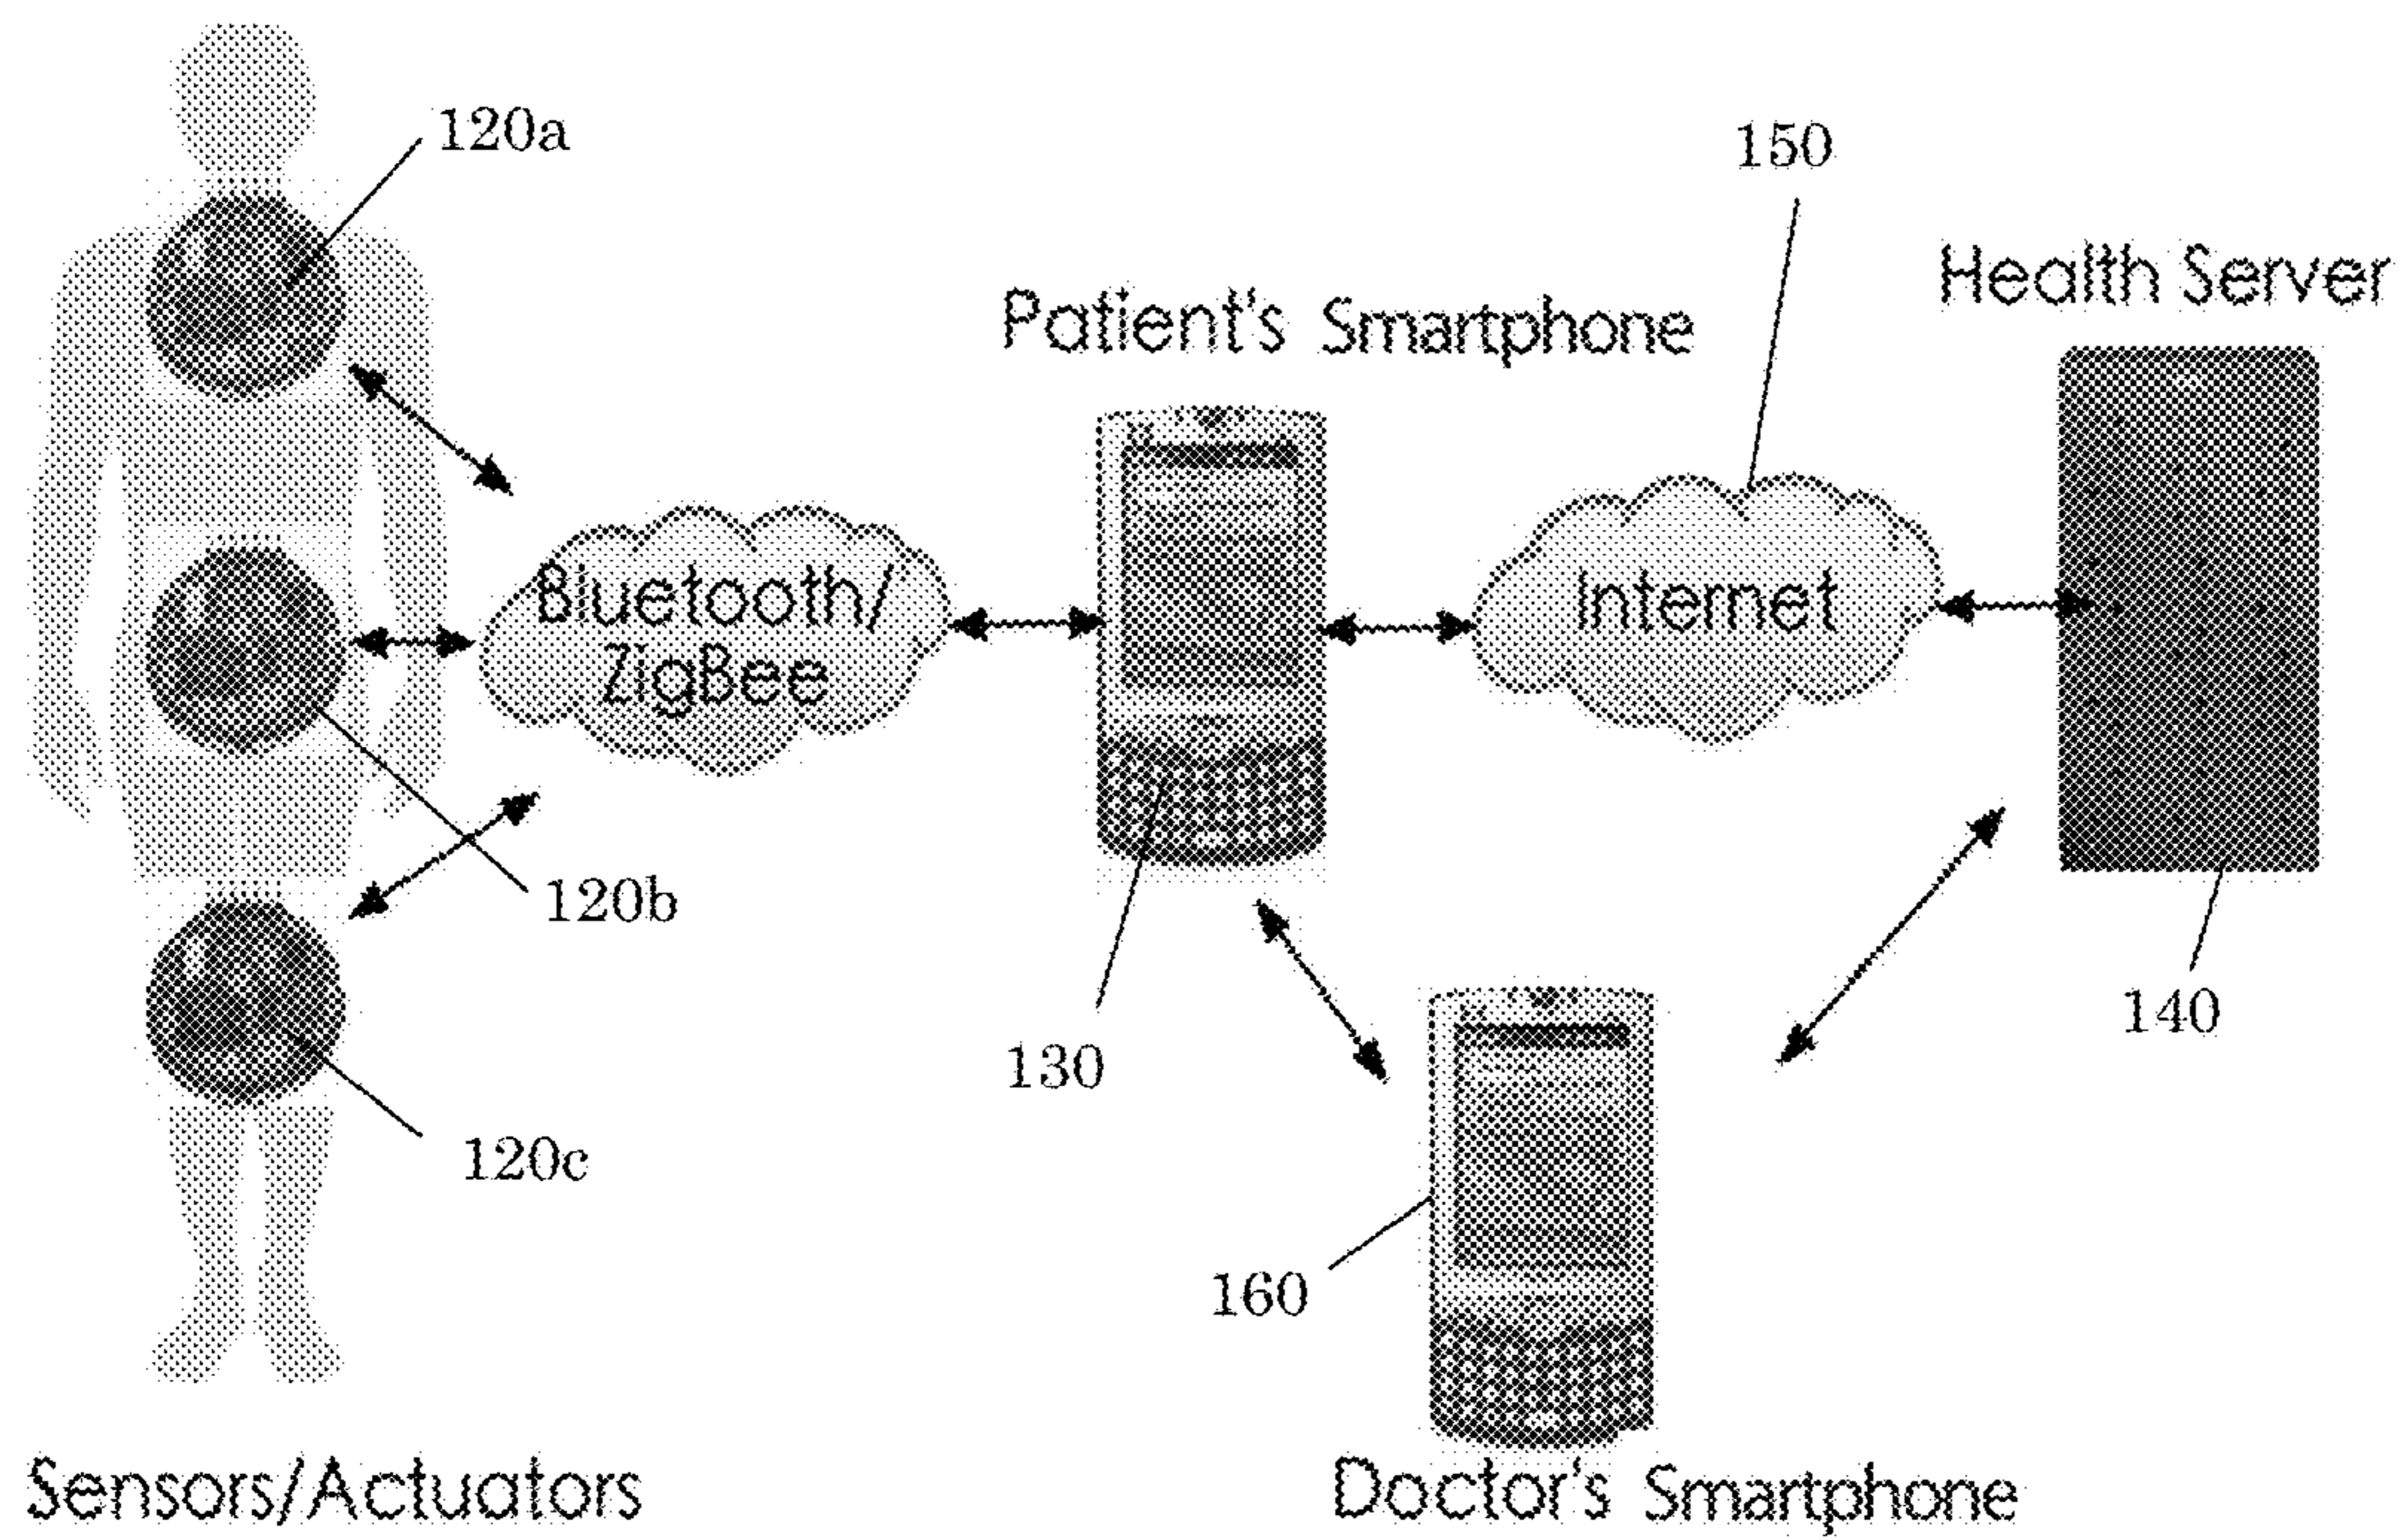 120a
150
Health Server
Patient's Smartphone
Bluetooth/
ZigBee
Internet
120b
140
130
120c
160
Sensors/Actuators
Doctor's Smartphone